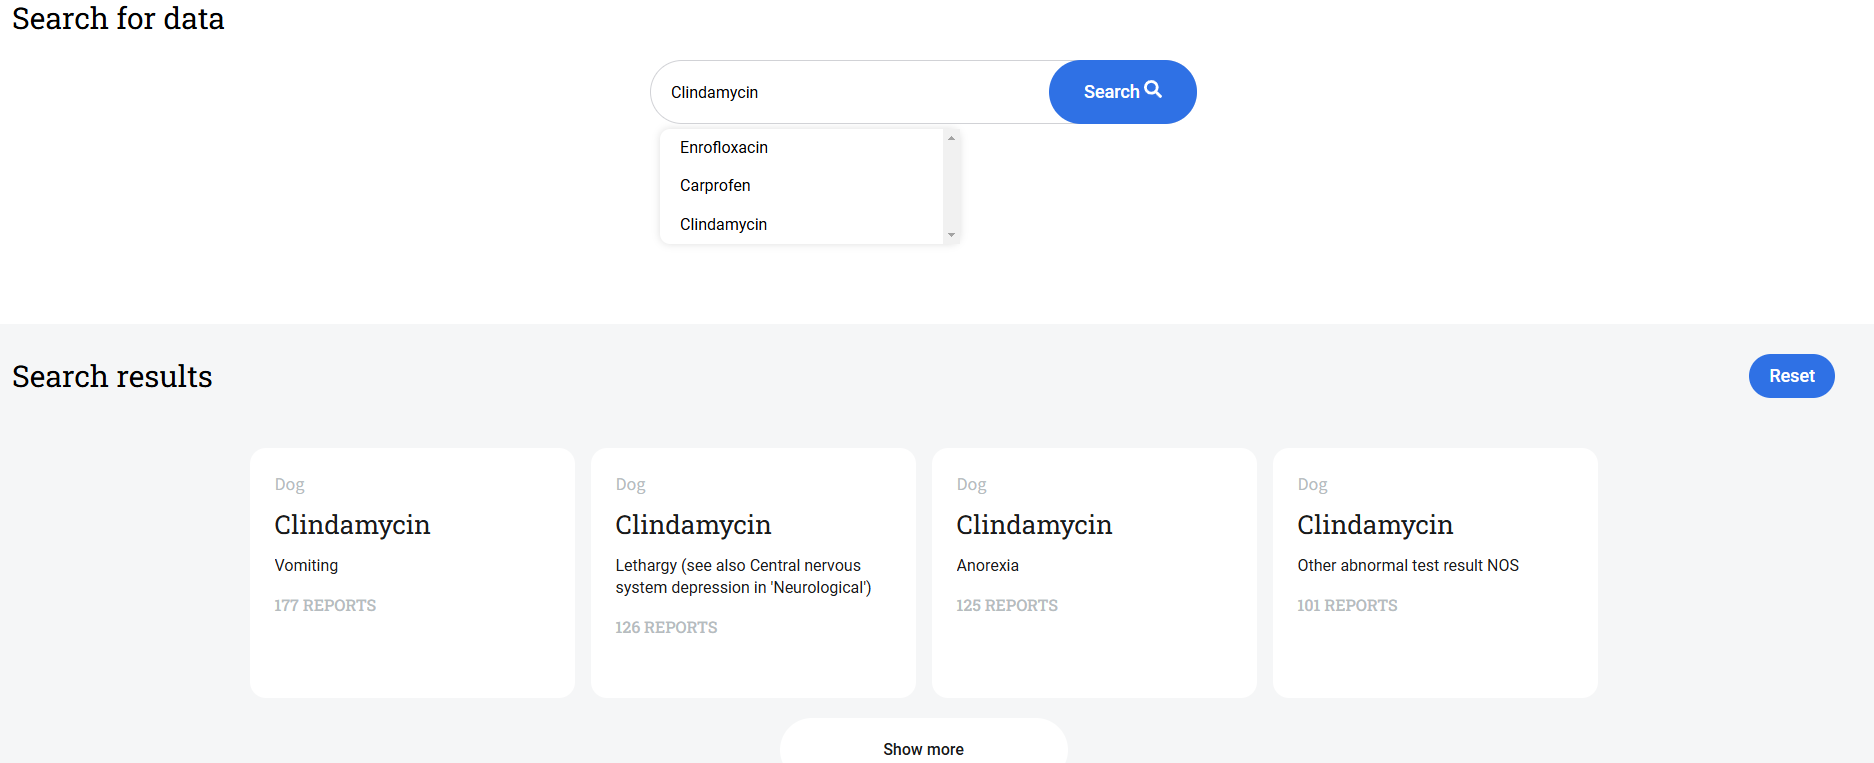 Search for data
Clindamycin
Search
Enrofloxacin
Carprofen
Clindamycin
Search results
Reset
Dog
Clindamycin
Vomiting
177 REPORTS
Dog
Clindamycin
Lethargy (see also Central nervous
system depression in 'Neurological')
126 REPORTS
Dog
Clindamycin
Anorexia
125 REPORTS
Dog
Clindamycin
Other abnormal test result NOS
101 REPORTS
Show more